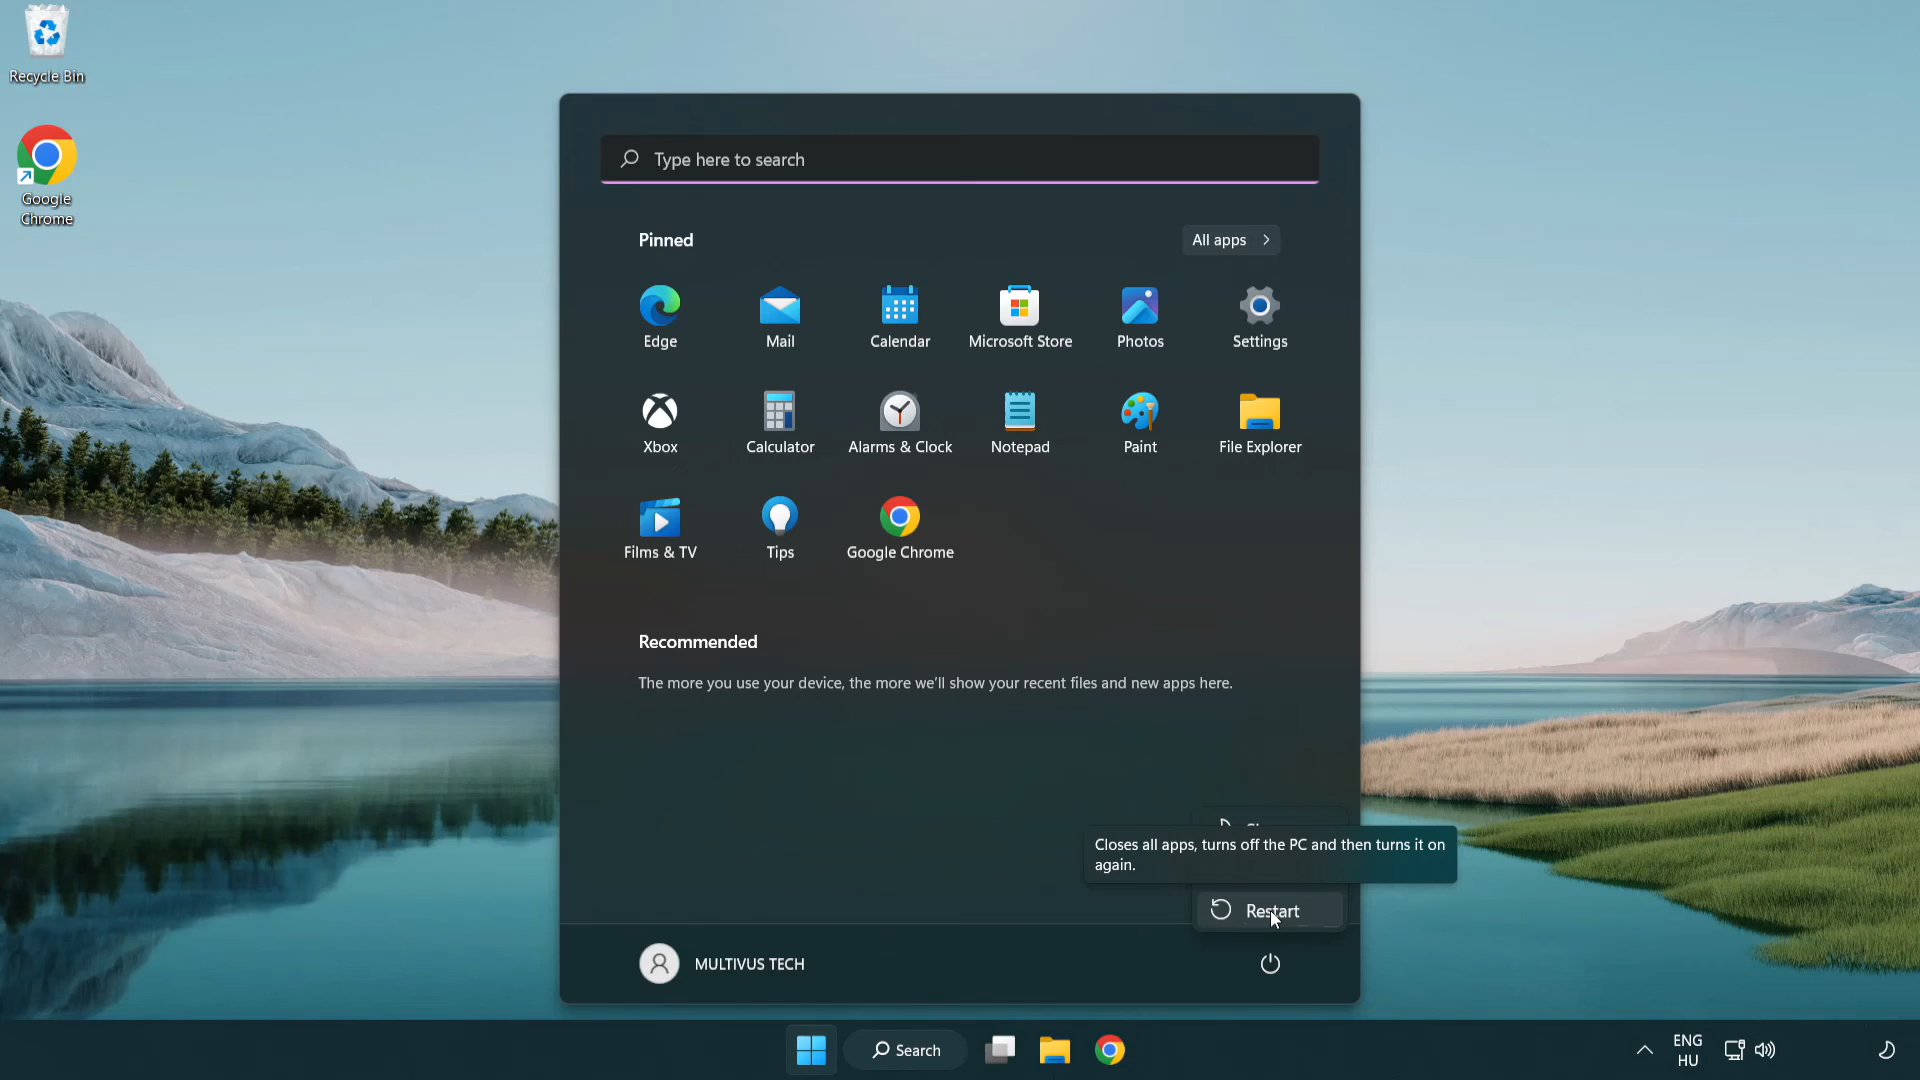 Recycle Bin
Google
Chrome
Type here to search
Pinned
All apps
Edge
Mail
Calendar
Microsoft Store
Photos
Settings
Xbox
Calculator
Alarms & Clock
Notepad
Paint
File Explorer
Films & TV
Tips
Google Chrome
Recommended
The more you use your device, the more we'll show your recent files and new apps here.
Closes all apps, turns off the PC and then turns it on
again.
Restart
MULTIVUS TECH
Search
ENG
HU